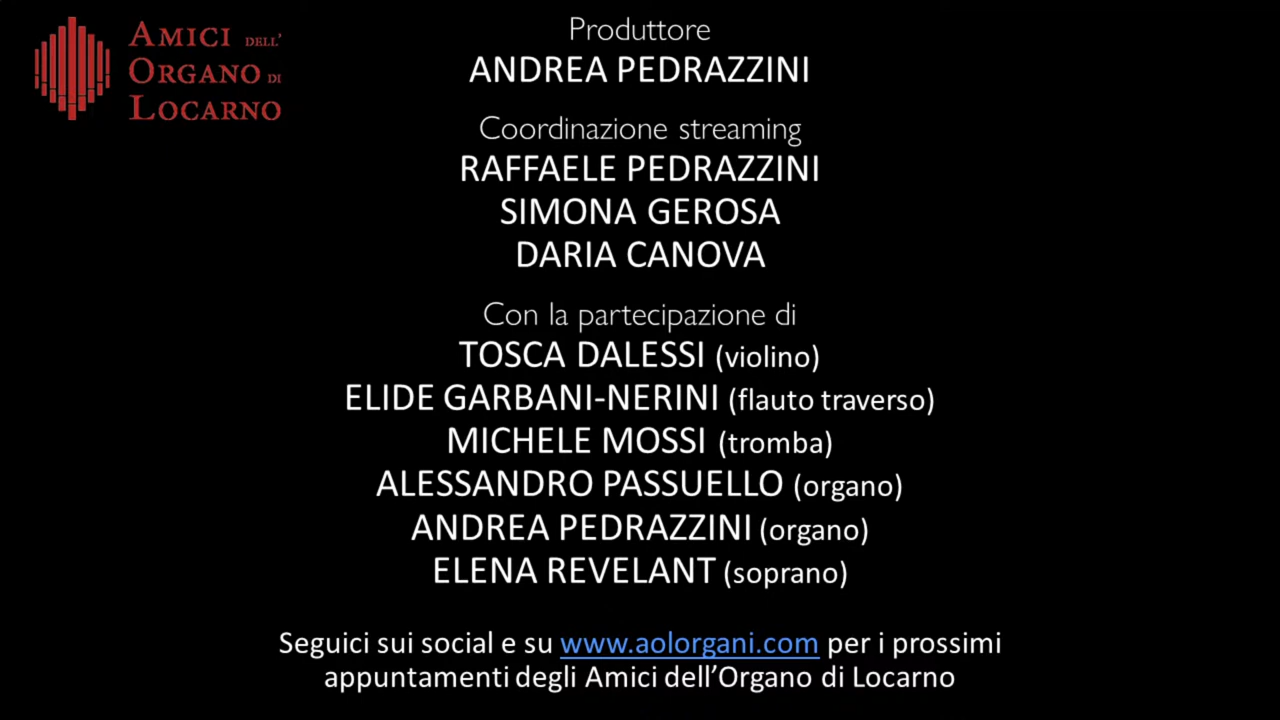 AMICI DELL'
ORGANO DI
LOCARNO
Produttore
ANDREA PEDRAZZINI
Coordinazione streaming
RAFFAELE PEDRAZZINI
SIMONA GEROSA
DARIA CANOVA
Con la partecipazione di
TOSCA DALESSI (violino)
ELIDE GARBANI-NERINI (flauto traverso)
MICHELE MOSSI (tromba)
ALESSANDRO PASSUELLO (organo)
ANDREA PEDRAZZINI (organo)
ELENA REVELANT (soprano)
Seguici sui social e su www.aolorgani.com per i prossimi
appuntamenti degli Amici dell’Organo di Locarno